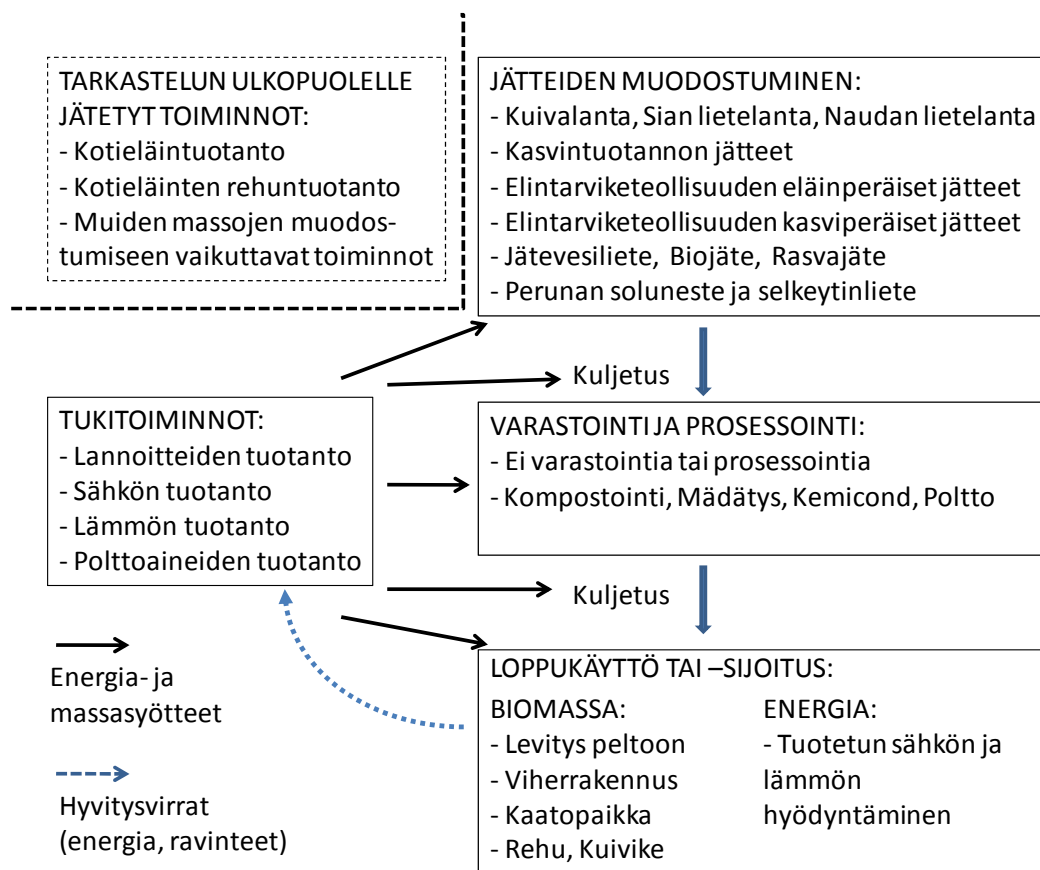 TARKASTELUN ULKOPUOLELLE
JÄTETYT TOIMINNOT:
- Kotieläintuotanto
- Kotieläinten rehuntuotanto
- Muiden massojen muodos-
tumiseen vaikuttavat toiminnot
JÄTTEIDEN MUODOSTUMINEN:
- Kuivalanta, Sian lietelanta, Naudan lietelanta
- Kasvintuotannon jätteet
- Elintarviketeollisuuden eläinperäiset jätteet
- Elintarviketeollisuuden kasviperäiset jätteet
- Jätevesiliete, Biojäte, Rasvajäte
- Perunan soluneste ja selkeytinliete
Kuljetus
TUKITOIMINNOT:
- Lannoitteiden tuotanto
- Sähkön tuotanto
- Lämmön tuotanto
- Polttoaineiden tuotanto
VARASTOINTI JA PROSESSOINTI:
- Ei varastointia tai prosessointia
- Kompostointi, Mädätys, Kemicond, Poltto
Kuljetus
Energia- ja
massasyötteet
Hyvitysvirrat
(energia, ravinteet)
LOPPUKÄYTTÖ TAI –SIJOITUS:
BIOMASSA:
- Levitys peltoon
- Viherrakennus
- Kaatopaikka
- Rehu, Kuivike
ENERGIA:
- Tuotetun sähkön ja
lämmön
hyödyntäminen